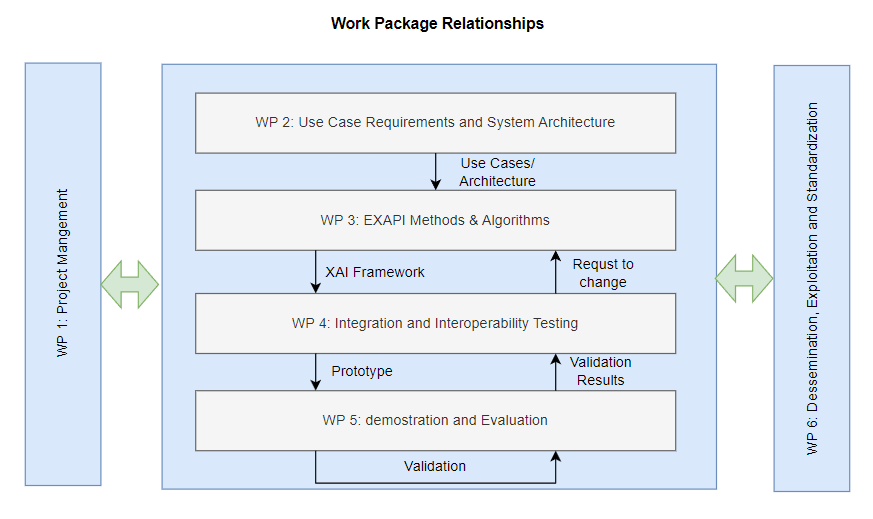 Work Package Relationships
WP 1: Project Mangement
WP 2: Use Case Requirements and System Architecture
Use Cases/
Architecture
WP 3: EXAPI Methods & Algorithms
XAI Framework
Requst to
change
WP 4: Integration and Interoperability Testing
Prototype
Validation
Results
WP 5: demostration and Evaluation
Validation
WP 6: Dessemination, Exploitation and Standardization